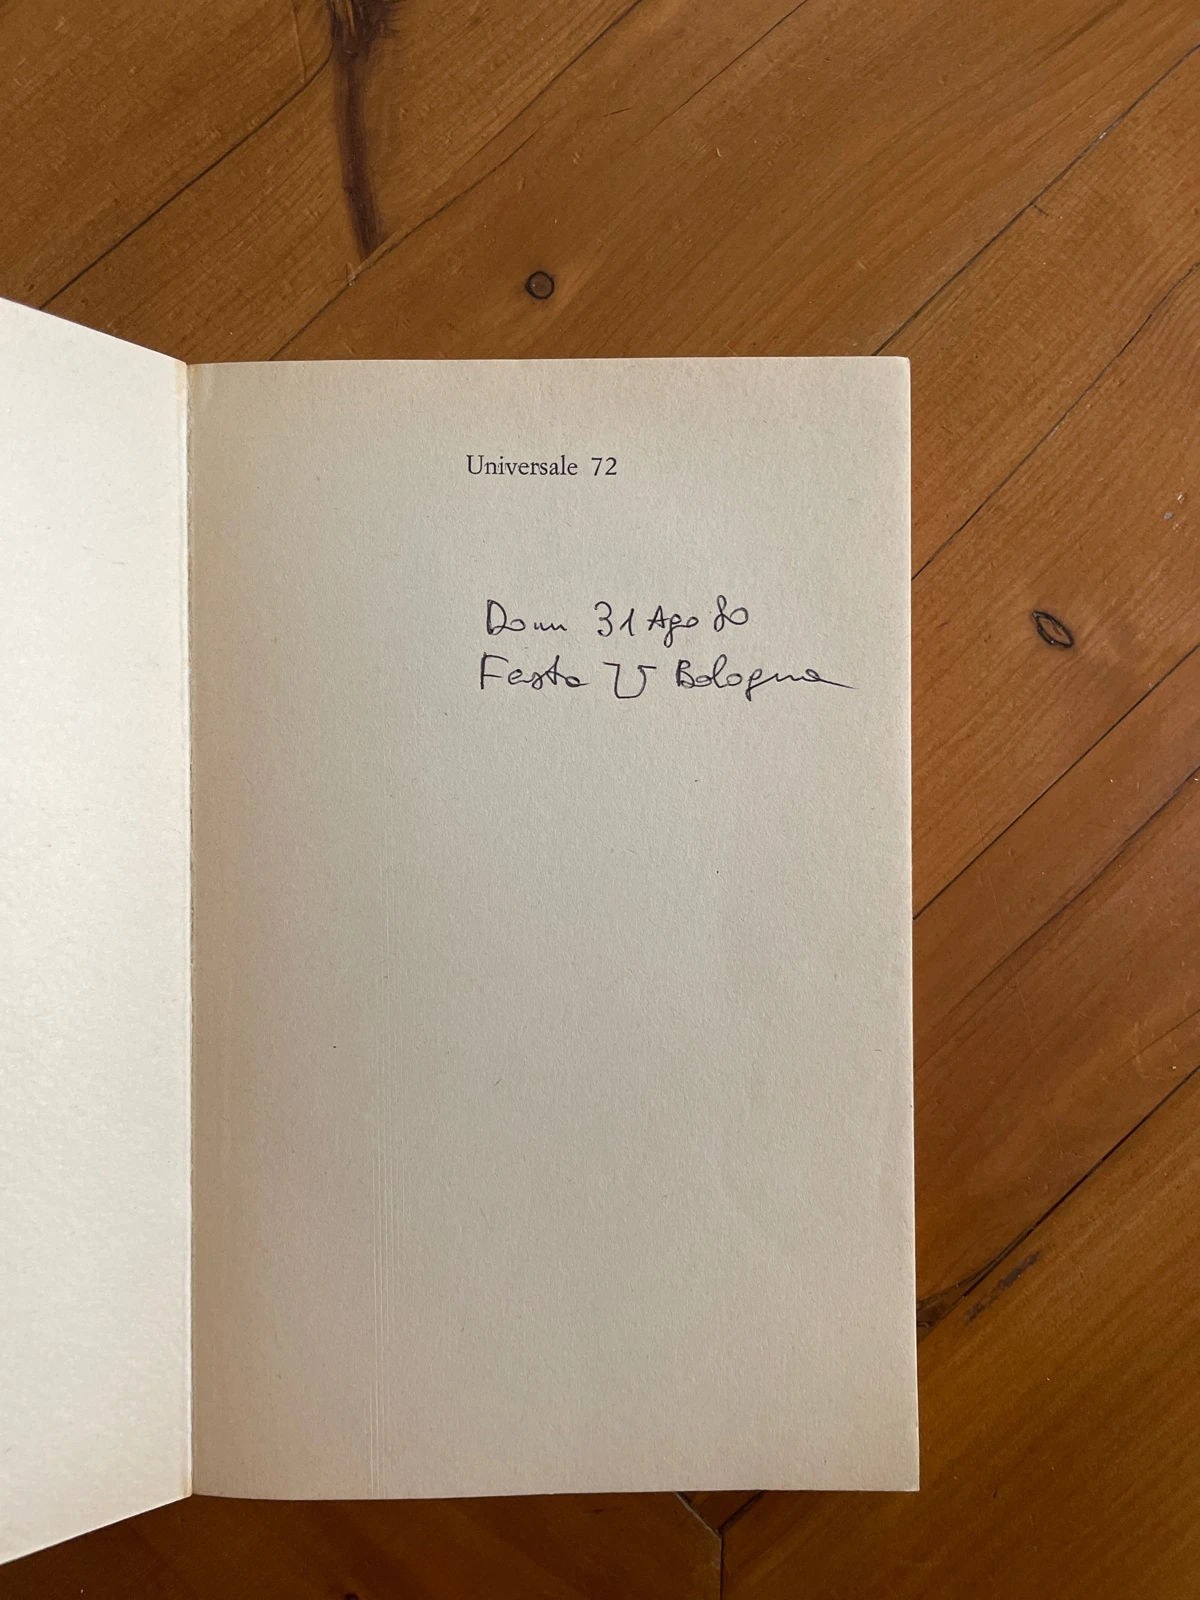 Universale 72
Dom 31 Ago 80
Festa U Bologna